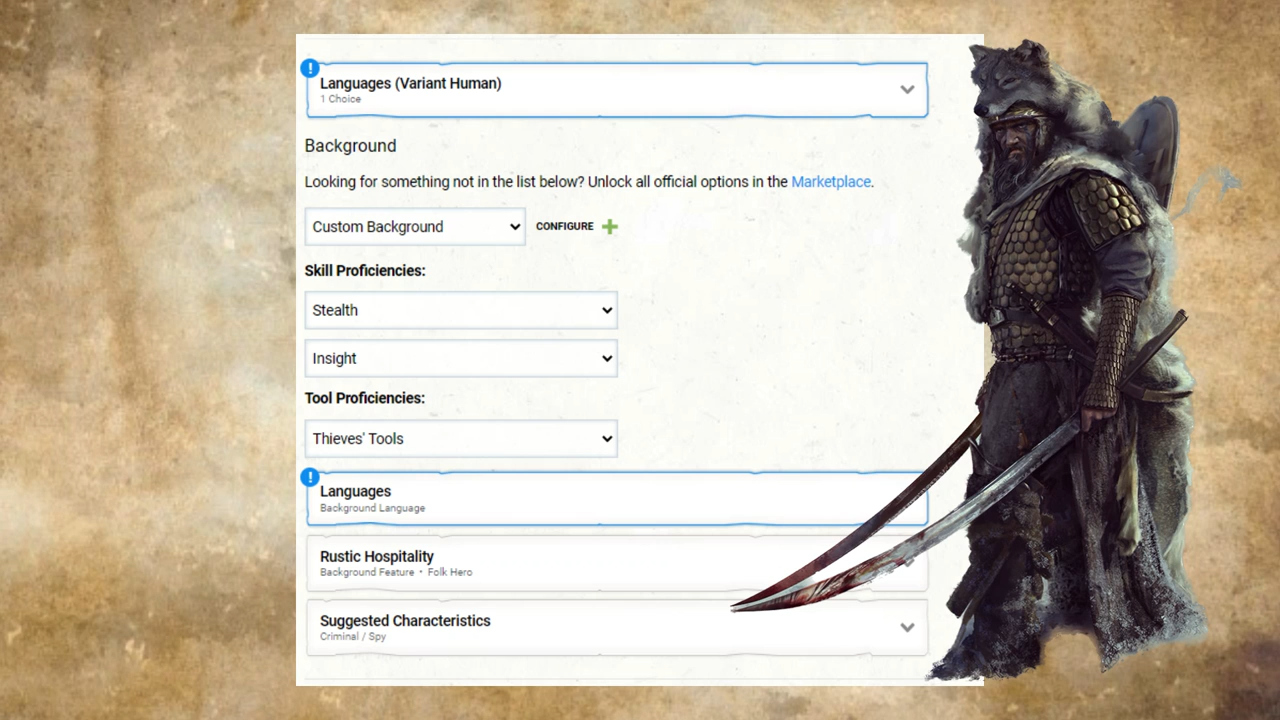 !
Languages (Variant Human)
1 Choice
Background
Looking for something not in the list below? Unlock all official options in the Marketplace.
Custom Background
CONFIGURE
Skill Proficiencies:
Stealth
Insight
Tool Proficiencies:
Thieves' Tools
!
Languages
Background Language
Rustic Hospitality
Background Feature • Folk Hero
Suggested Characteristics
Criminal / Spy